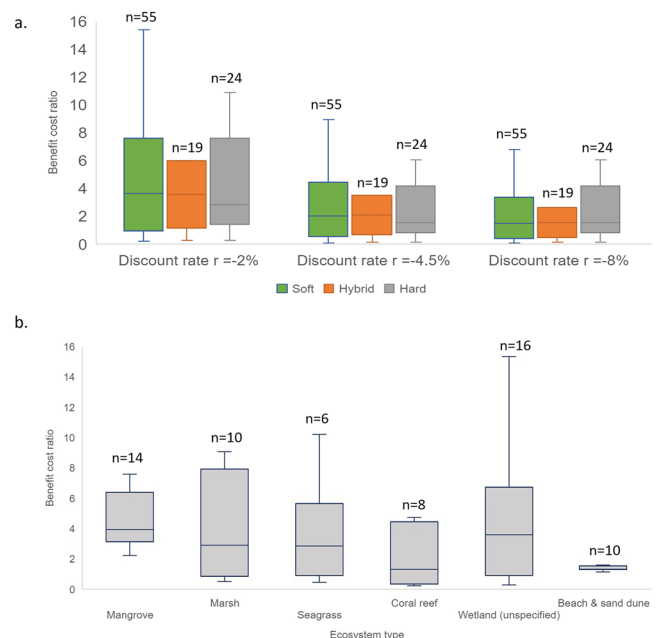 a.
Benefit cost ratio
16
14
12
10
8
6
4
2
0
n=55
n=19
n=24
n=55
n=19
n=24
n=55
n=19
n=24
Discount rate r =-2%
Discount rate r =-4.5%
Discount rate r =-8%
Soft Hybrid Hard
b.
Benefit cost ratio
16
14
12
10
8
6
4
2
0
n=14
n=10
n=6
n=8
n=16
n=10
Mangrove
Marsh
Seagrass
Coral reef
Wetland (unspecified)
Beach & sand dune
Ecosystem type